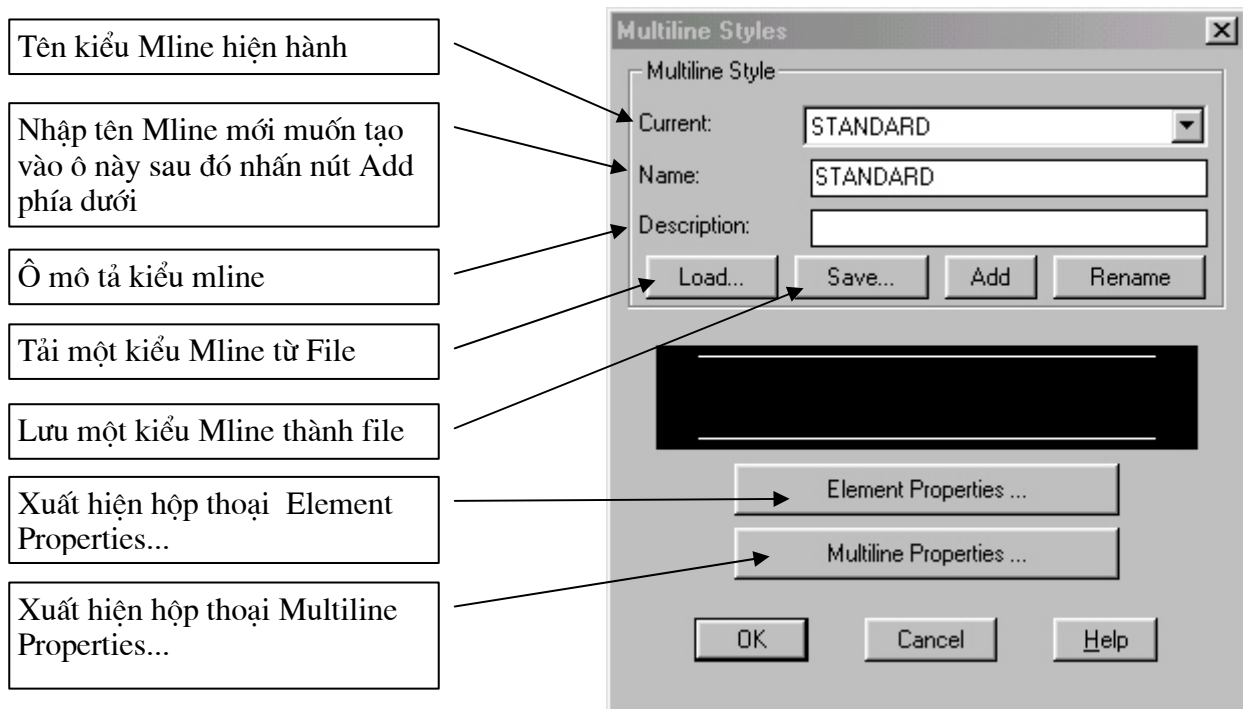 Tên kiểu Mline hiện hành
Nhập tên Mline mới muốn tạo
vào ô này sau đó nhấn nút Add
phía dưới
Ô mô tả kiểu mline
Tải một kiểu Mline từ File
Lưu một kiểu Mline thành file
Xuất hiện hộp thoại Element
Properties...
Xuất hiện hộp thoại Multiline
Properties...
Multiline Styles
Multiline Style
Current:
STANDARD
Name:
STANDARD
Description:
Load...
Save...
Add
Rename
Element Properties ...
Multiline Properties ...
OK
Cancel
Help